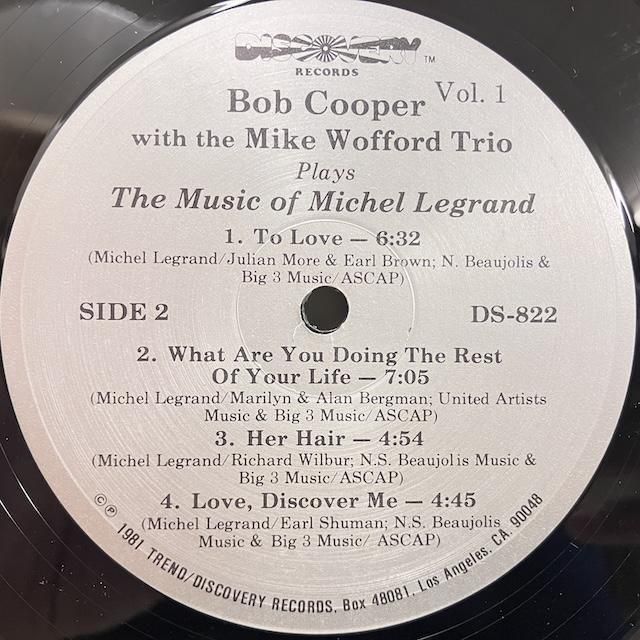 DISCOVERY TM
RECORDS
Bob Cooper Vol. 1
with the Mike Wofford Trio
Plays
The Music of Michel Legrand
1. To Love — 6:32
(Michel Legrand/Julian More & Earl Brown; N. Beaujolis &
Big 3 Music/ASCAP)
SIDE 2 DS-822
2. What Are You Doing The Rest
Of Your Life — 7:05
(Michel Legrand/Marilyn & Alan Bergman; United Artists
Music & Big 3 Music/ASCAP)
3. Her Hair — 4:54
(Michel Legrand/Richard Wilbur; N.S. Beaujolis Music &
Big 3 Music/ASCAP)
4. Love, Discover Me — 4:45
(Michel Legrand/Earl Shuman; N.S. Beaujolis
Music & Big 3 Music/ ASCAP)
© ℗ 1981 TREND/DISCOVERY RECORDS, Box 48081, Los Angeles, CA. 90048